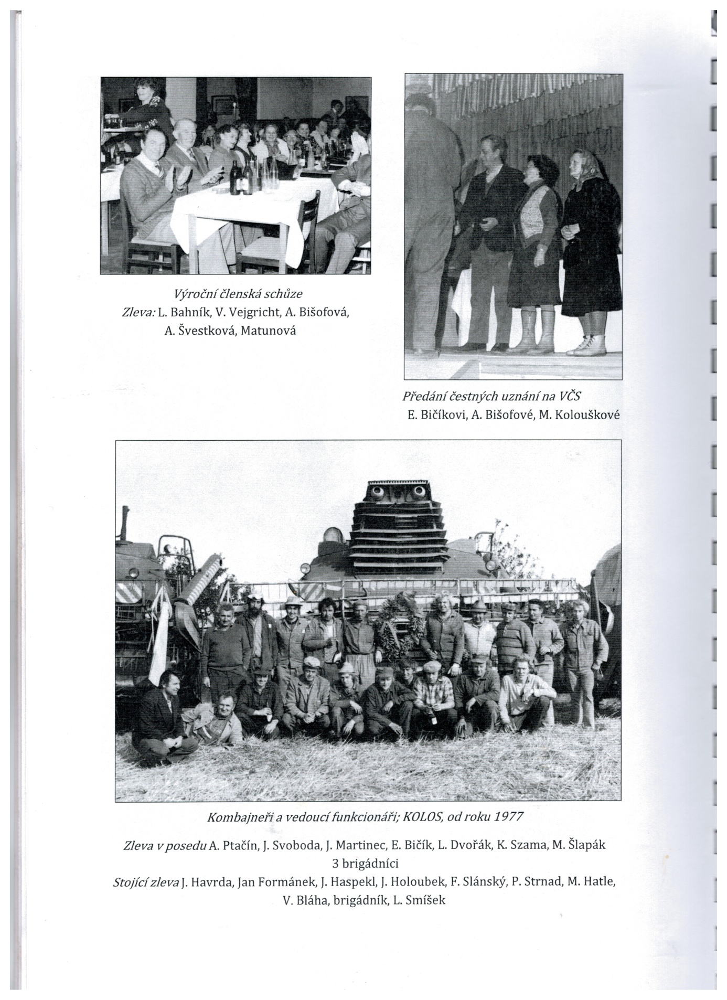 Výroční členská schůze
Zleva: L. Bahník, V. Vejgricht, A. Bišofová,
A. Švestková, Matunová
Předání čestných uznání na VČS
E. Bičíkovi, A. Bišofové, M. Kolouškové
Kombajneři a vedoucí funkcionáři; KOLOS, od roku 1977
Zleva v posedu A. Ptačín, J. Svoboda, J. Martinec, E. Bičík, L. Dvořák, K. Szama, M. Šlapák
3 brigádníci
Stojící zleva J. Havrda, Jan Formánek, J. Haspekl, J. Holoubek, F. Slánský, P. Strnad, M. Hatle,
V. Bláha, brigádník, L. Smíšek